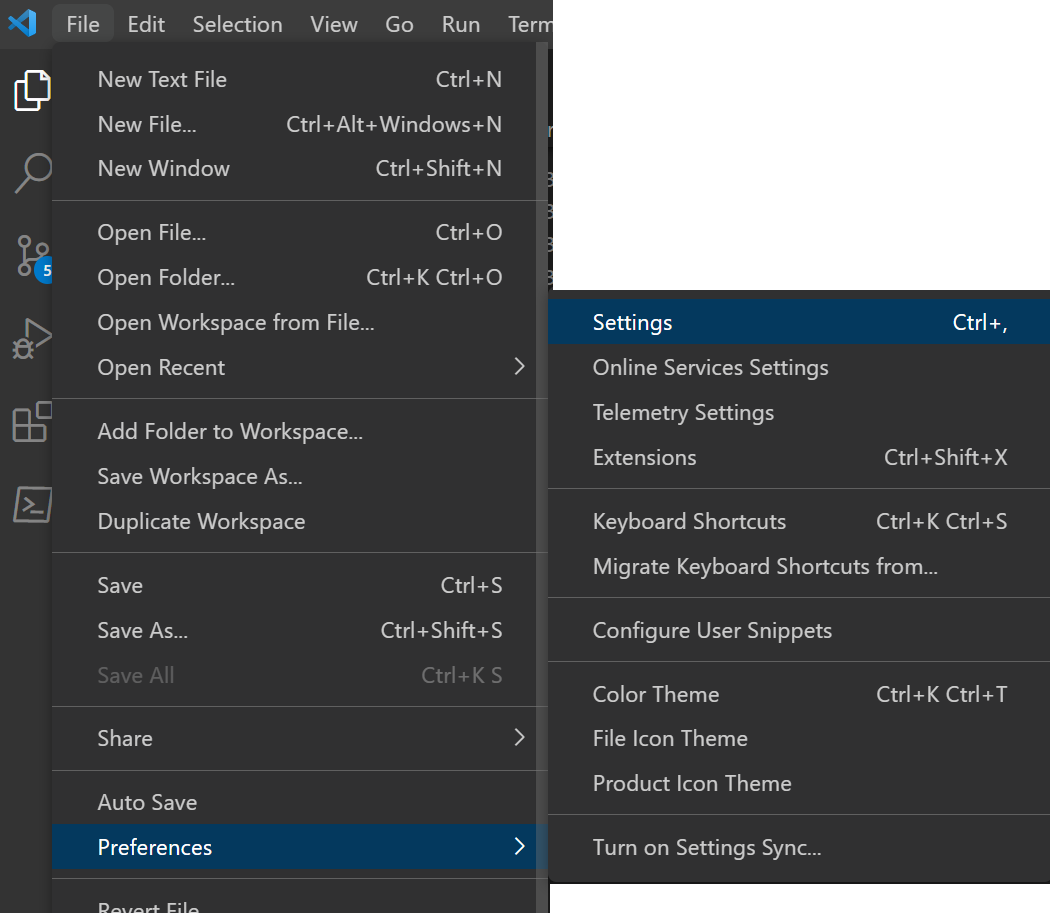 File Edit Selection View Go Run Term
New Text File Ctrl+N
New File... Ctrl+Alt+Windows+N
New Window Ctrl+Shift+N
Open File... Ctrl+O
Open Folder... Ctrl+K Ctrl+O
Open Workspace from File...
Open Recent
Add Folder to Workspace...
Save Workspace As...
Duplicate Workspace
Save Ctrl+S
Save As... Ctrl+Shift+S
Save All Ctrl+K S
Share
Auto Save
Preferences
Revert File
5
Settings Ctrl+,
Online Services Settings
Telemetry Settings
Extensions Ctrl+Shift+X
Keyboard Shortcuts Ctrl+K Ctrl+S
Migrate Keyboard Shortcuts from...
Configure User Snippets
Color Theme Ctrl+K Ctrl+T
File Icon Theme
Product Icon Theme
Turn on Settings Sync...